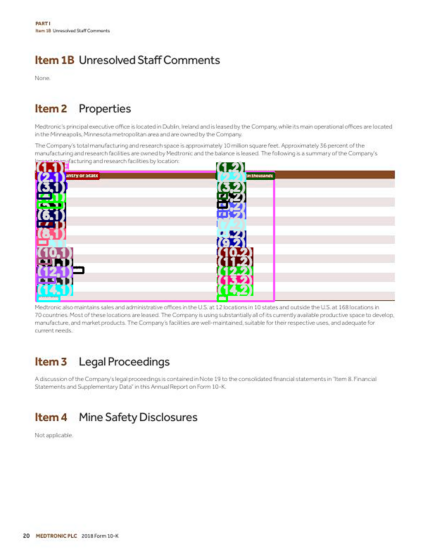 PART I
Item 1B Unresolved Staff Comments
Item 1B Unresolved Staff Comments
None.
Item 2 Properties
Medtronic's principal executive office is located in Dublin, Ireland and is leased by the Company, while its main operational offices are located
in the Minneapolis, Minnesota metropolitan area and are owned by the Company.
The Company's total manufacturing and research space is approximately 10 million square feet. Approximately 36 percent of the
manufacturing and research facilities are owned by Medtronic and the balance is leased. The following is a summary of the Company's
manufacturing and research facilities by location:
Medtronic also maintains sales and administrative offices in the U.S. at 12 locations in 10 states and outside the U.S. at 168 locations in
70 countries. Most of these locations are leased. The Company is using substantially all of its currently available productive space to develop,
manufacture, and market products. The Company's facilities are well-maintained, suitable for their respective uses, and adequate for
current needs.
Item 3 Legal Proceedings
A discussion of the Company's legal proceedings is contained in Note 19 to the consolidated financial statements in "Item 8. Financial
Statements and Supplementary Data" in this Annual Report on Form 10-K.
Item 4 Mine Safety Disclosures
Not applicable.
20 MEDTRONIC PLC 2018 Form 10-K